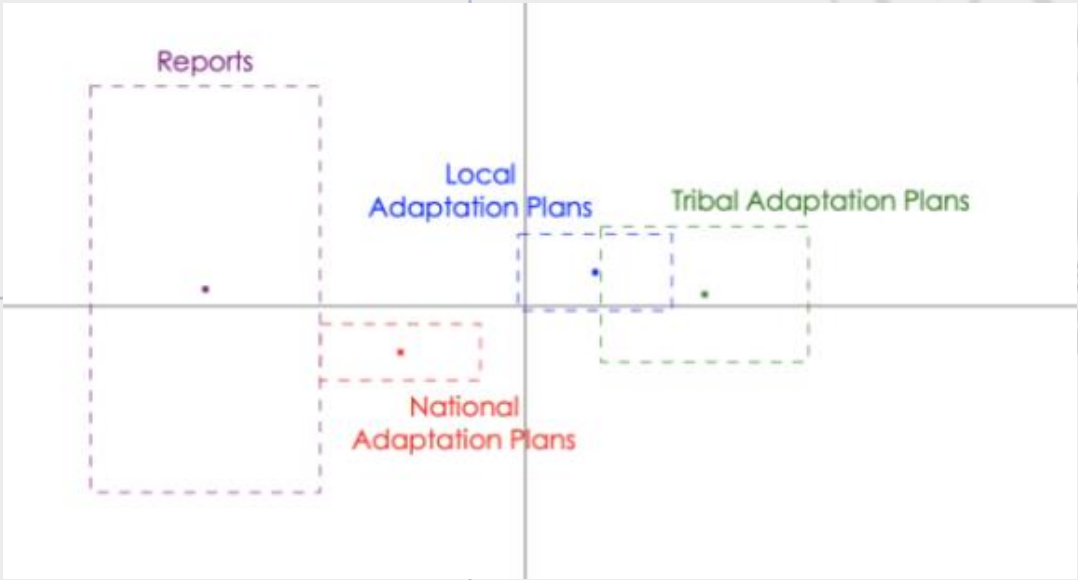 Reports
Local
Adaptation Plans
Tribal Adaptation Plans
National
Adaptation Plans